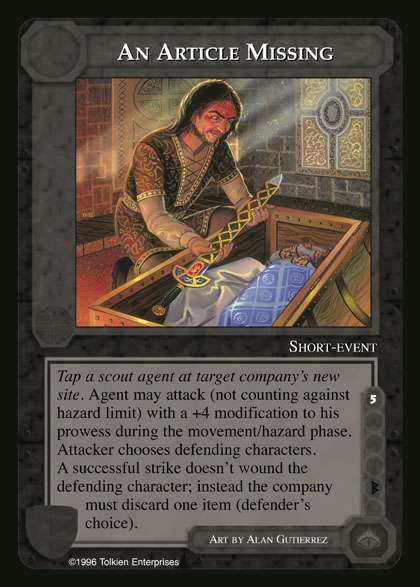 An Article Missing
Short-event
Tap a scout agent at target company's new
site. Agent may attack (not counting against
hazard limit) with a +4 modification to his
prowess during the movement/hazard phase.
Attacker chooses defending characters.
A successful strike doesn't wound the
defending character; instead the company
must discard one item (defender's
choice).
5
Art by Alan Gutierrez
©1996 Tolkien Enterprises